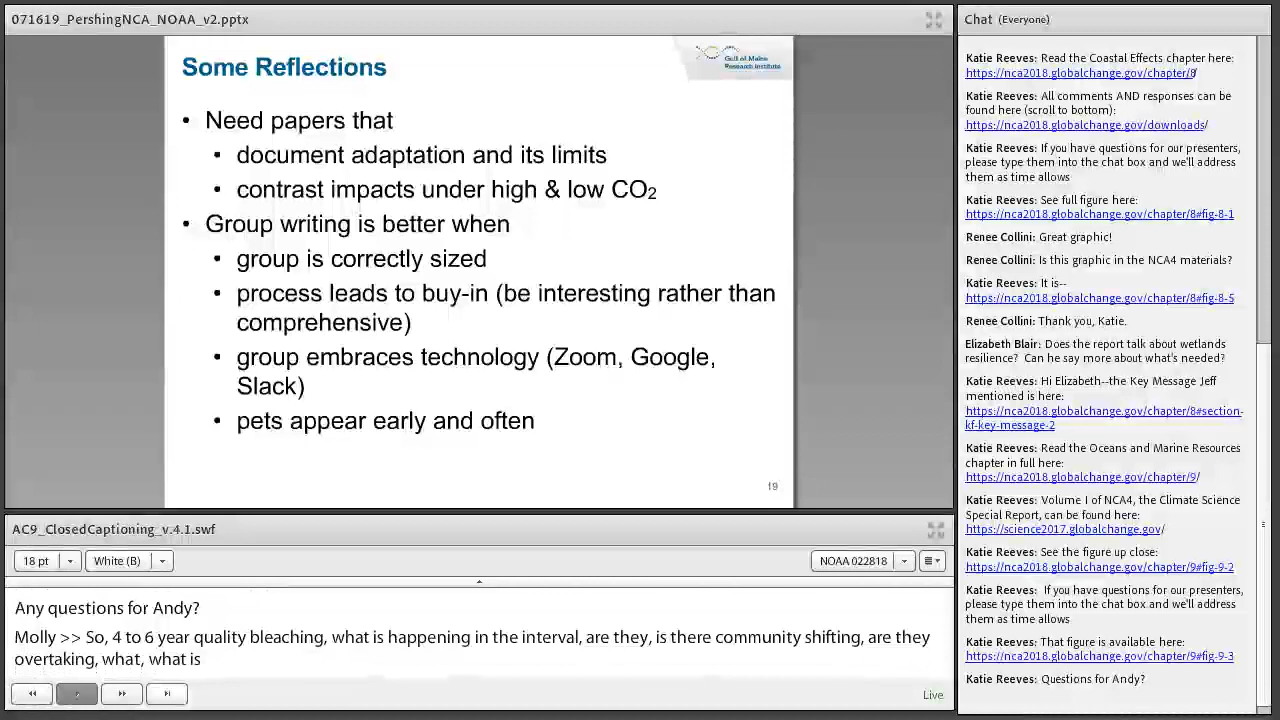 071619_PershingNCA_NOAA_v2.pptx
Some Reflections
Gulf of Maine
Research Institute
• Need papers that
• document adaptation and its limits
• contrast impacts under high & low CO2
• Group writing is better when
• group is correctly sized
• process leads to buy-in (be interesting rather than
comprehensive)
• group embraces technology (Zoom, Google,
Slack)
• pets appear early and often
19
AC9_ClosedCaptioning_v.4.1.swf
18 pt
White (B)
NOAA 022818
Any questions for Andy?
Molly >> So, 4 to 6 year quality bleaching, what is happening in the interval, are they, is there community shifting, are they
overtaking, what, what is
Live
Chat (Everyone)
Katie Reeves: Read the Coastal Effects chapter here:
https://nca2018.globalchange.gov/chapter/8/
Katie Reeves: All comments AND responses can be
found here (scroll to bottom):
https://nca2018.globalchange.gov/downloads/
Katie Reeves: If you have questions for our presenters,
please type them into the chat box and we'll address
them as time allows
Katie Reeves: See full figure here:
https://nca2018.globalchange.gov/chapter/8#fig-8-1
Renee Collini: Great graphic!
Renee Collini: Is this graphic in the NCA4 materials?
Katie Reeves: It is--
https://nca2018.globalchange.gov/chapter/8#fig-8-5
Renee Collini: Thank you, Katie.
Elizabeth Blair: Does the report talk about wetlands
resilience? Can he say more about what's needed?
Katie Reeves: Hi Elizabeth--the Key Message Jeff
mentioned is here:
https://nca2018.globalchange.gov/chapter/8#section-
kf-key-message-2
Katie Reeves: Read the Oceans and Marine Resources
chapter in full here:
https://nca2018.globalchange.gov/chapter/9/
Katie Reeves: Volume I of NCA4, the Climate Science
Special Report, can be found here:
https://science2017.globalchange.gov/
Katie Reeves: See the figure up close:
https://nca2018.globalchange.gov/chapter/9#fig-9-2
Katie Reeves: If you have questions for our presenters,
please type them into the chat box and we'll address
them as time allows
Katie Reeves: That figure is available here:
https://nca2018.globalchange.gov/chapter/9#fig-9-3
Katie Reeves: Questions for Andy?